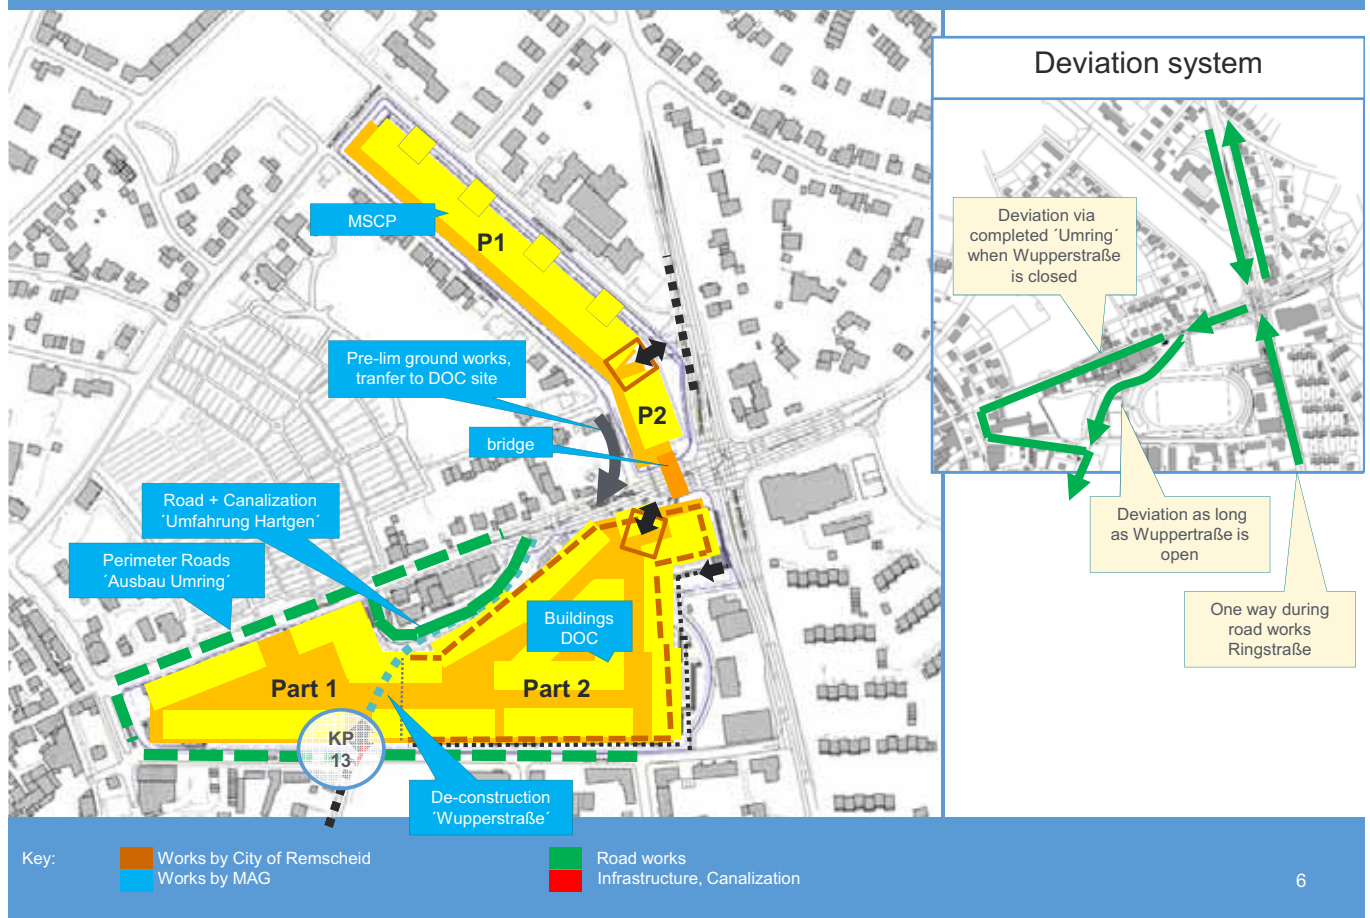 Deviation system
MSCP
P1
Pre-lim ground works,
tranfer to DOC site
P2
bridge
Road + Canalization
´Umfahrung Hartgen´
Perimeter Roads
´Ausbau Umring´
Buildings
DOC
Part 1
Part 2
KP
13
De-construction
´Wupperstraße´
Deviation via
completed ´Umring´
when Wupperstraße
is closed
Deviation as long
as Wuppertraße is
open
One way during
road works
Ringstraße
Key:
Works by City of Remscheid
Works by MAG
Road works
Infrastructure, Canalization
6